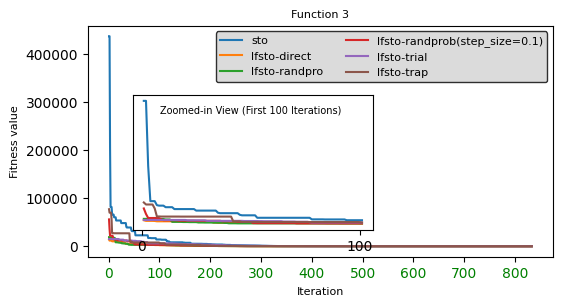 Function 3
Fitness value
400000
300000
200000
100000
0
sto
lfsto-direct
lfsto-randpro
lfsto-randprob(step_size=0.1)
lfsto-trial
lfsto-trap
Zoomed-in View (First 100 Iterations)
0 100
0 100 200 300 400 500 600 700 800
Iteration